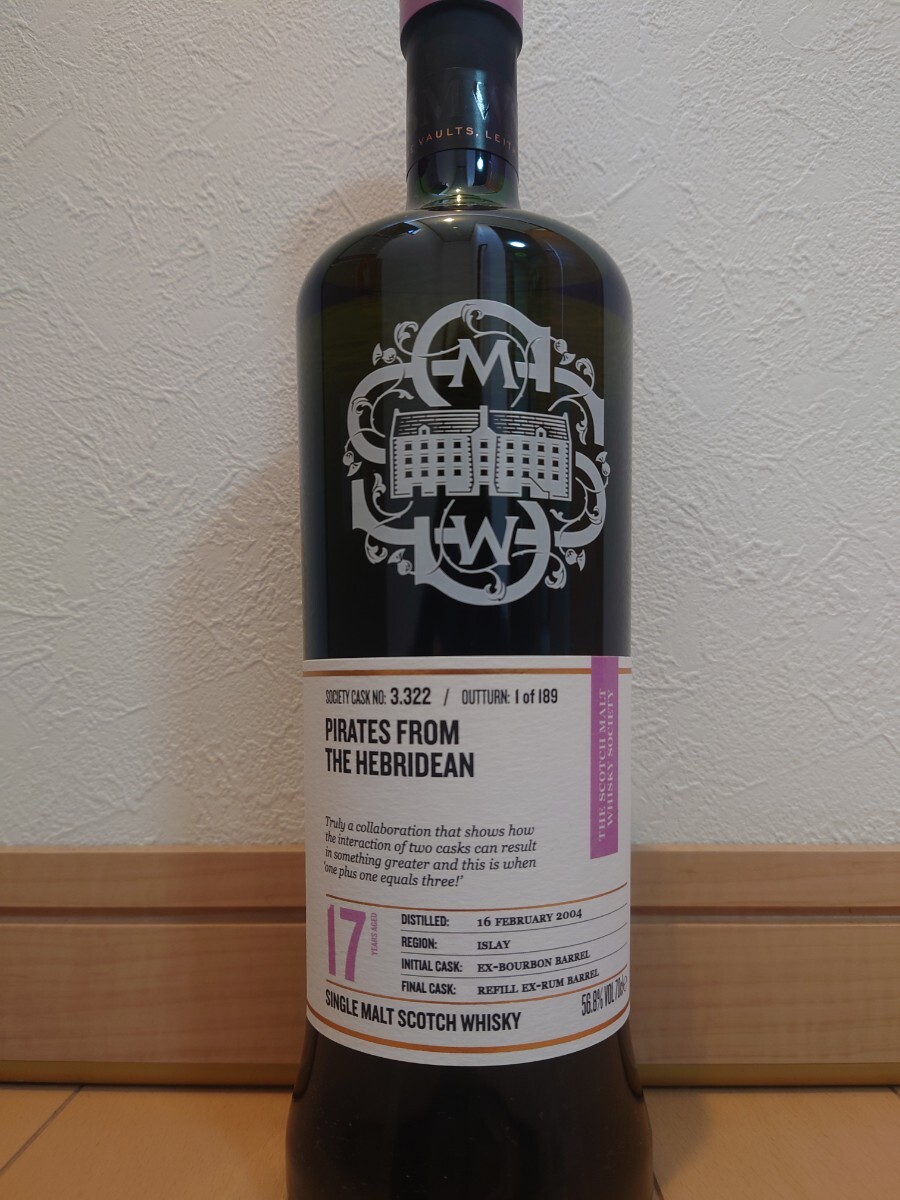 VAULTS. LEIT
M
W
SOCIETY CASK NO: 3.322 / OUTTURN: 1 of 189
PIRATES FROM
THE HEBRIDEAN
THE SCOTCH MALT
WHISKY SOCIETY
Truly a collaboration that shows how
the interaction of two casks can result
in something greater and this is when
'one plus one equals three!'
17
YEARS AGED
DISTILLED: 16 FEBRUARY 2004
REGION: ISLAY
INITIAL CASK: EX-BOURBON BARREL
FINAL CASK: REFILL EX-RUM BARREL
SINGLE MALT SCOTCH WHISKY
56.8% VOL 70cl